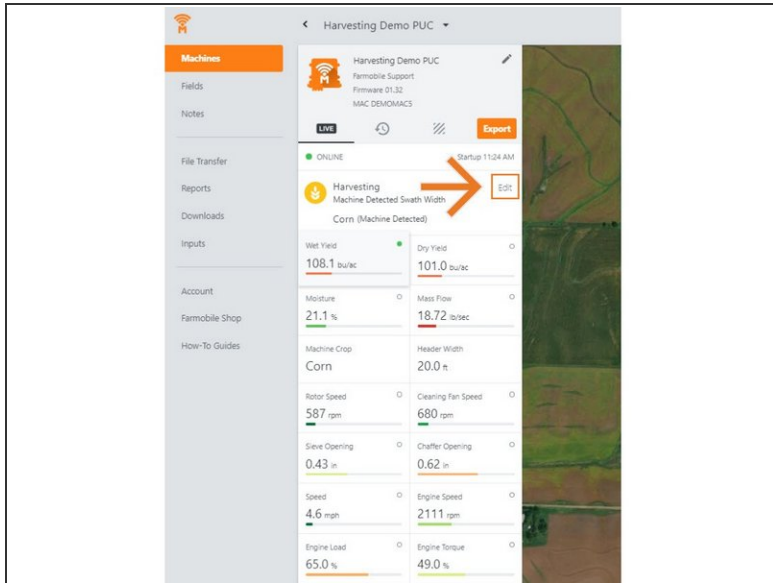 Harvesting Demo PUC
Machines
Fields
Notes
File Transfer
Reports
Downloads
Inputs
Account
Farmobile Shop
How-To Guides
Harvesting Demo PUC
Farmobile Support
Firmware 01.32
MAC DEMOMAC5
LIVE
Export
ONLINE
Startup 11:24 AM
Harvesting
Edit
Machine Detected Swath Width
Corn (Machine Detected)
Wet Yield
108.1 bu/ac
Dry Yield
101.0 bu/ac
Moisture
21.1 %
Mass Flow
18.72 lb/sec
Machine Crop
Corn
Header Width
20.0 ft
Rotor Speed
587 rpm
Cleaning Fan Speed
680 rpm
Sieve Opening
0.43 in
Chaffer Opening
0.62 in
Speed
4.6 mph
Engine Speed
2111 rpm
Engine Load
65.0 %
Engine Torque
49.0 %